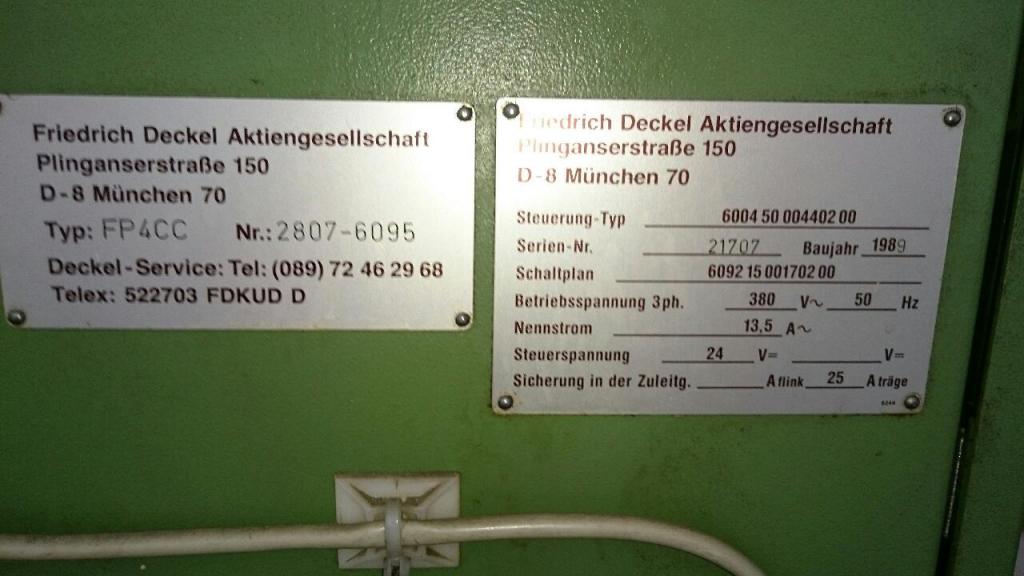 Friedrich Deckel Aktiengesellschaft
Plinganserstraße 150
D-8 München 70
Typ: FP4CC Nr.: 2807-6095
Deckel-Service: Tel: (089) 72 46 29 68
Telex: 522703 FDKUD D
Friedrich Deckel Aktiengesellschaft
Plinganserstraße 150
D-8 München 70
Steuerung-Typ 6004 50 004402 00
Serien-Nr. 21707 Baujahr 1989
Schaltplan 6092 15 001702 00
Betriebsspannung 3ph. 380 V~ 50 Hz
Nennstrom 13,5 A~
Steuerspannung 24 V= V=
Sicherung in der Zuleitg. A flink 25 A träge